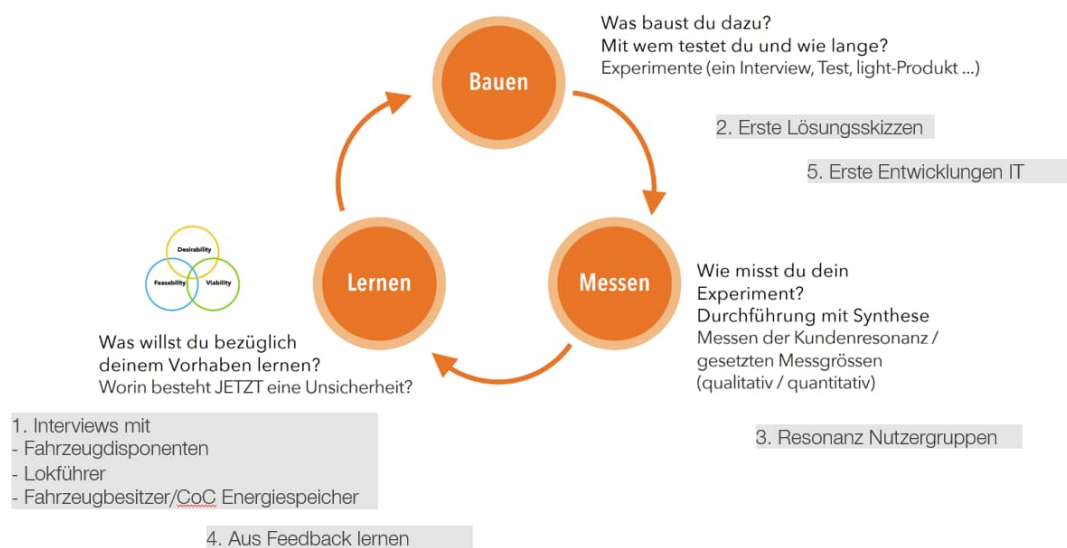 Bauen
Was baust du dazu?
Mit wem testet du und wie lange?
Experimente (ein Interview, Test, light-Produkt ...)
2. Erste Lösungsskizzen
5. Erste Entwicklungen IT
Messen
Wie misst du dein
Experiment?
Durchführung mit Synthese
Messen der Kundenresonanz /
gesetzten Messgrössen
(qualitativ / quantitativ)
3. Resonanz Nutzergruppen
Lernen
Desirability
Feasability
Viability
Was willst du bezüglich
deinem Vorhaben lernen?
Worin besteht JETZT eine Unsicherheit?
1. Interviews mit
- Fahrzeugdisponenten
- Lokführer
- Fahrzeugbesitzer/CoC Energiespeicher
4. Aus Feedback lernen